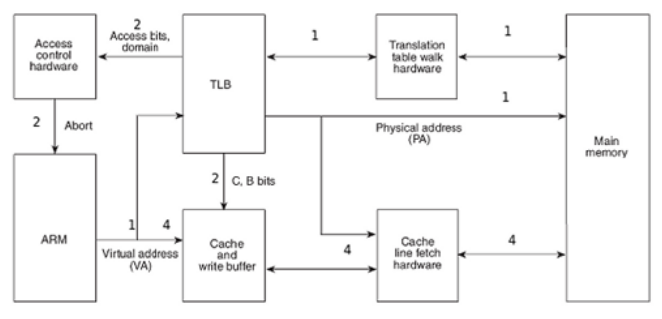 2
Access bits,
domain
Access
control
hardware
TLB
1
Translation
table walk
hardware
1
1
2
Abort
Physical address
(PA)
Main
memory
2
C, B bits
ARM
1
4
Virtual address
(VA)
Cache
and
write buffer
4
Cache
line fetch
hardware
4